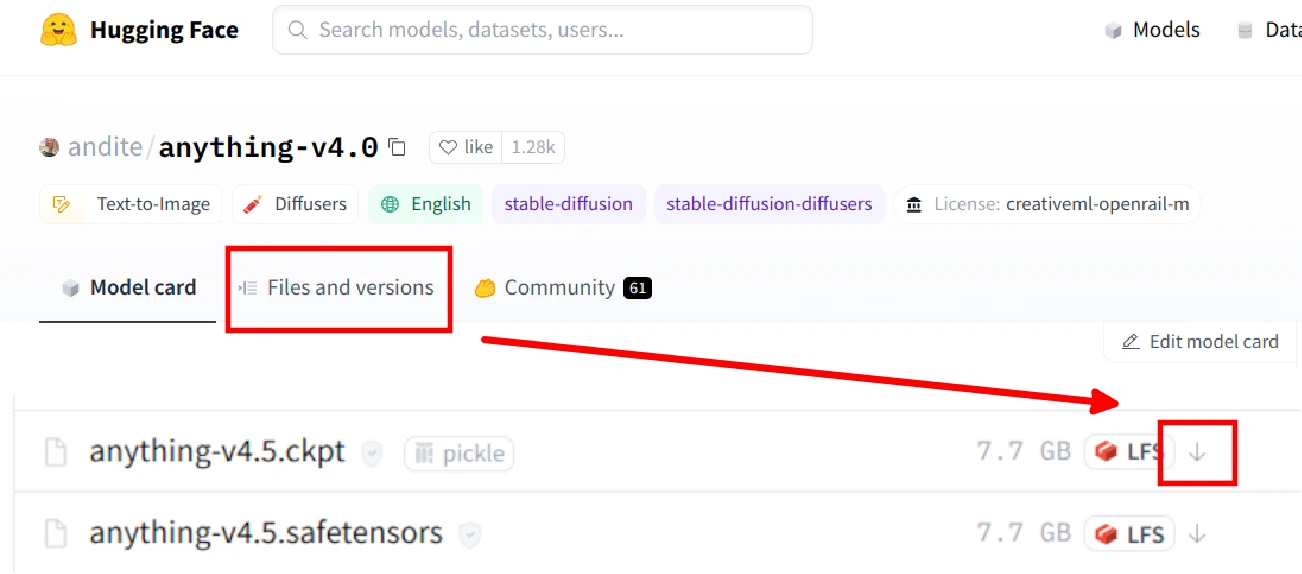 Hugging Face Search models, datasets, users... Models Data
andite/anything-v4.0 like 1.28k
Text-to-Image Diffusers English stable-diffusion stable-diffusion-diffusers License: creativeml-openrail-m
Model card Files and versions Community 61
Edit model card
anything-v4.5.ckpt pickle 7.7 GB LFS
anything-v4.5.safetensors 7.7 GB LFS